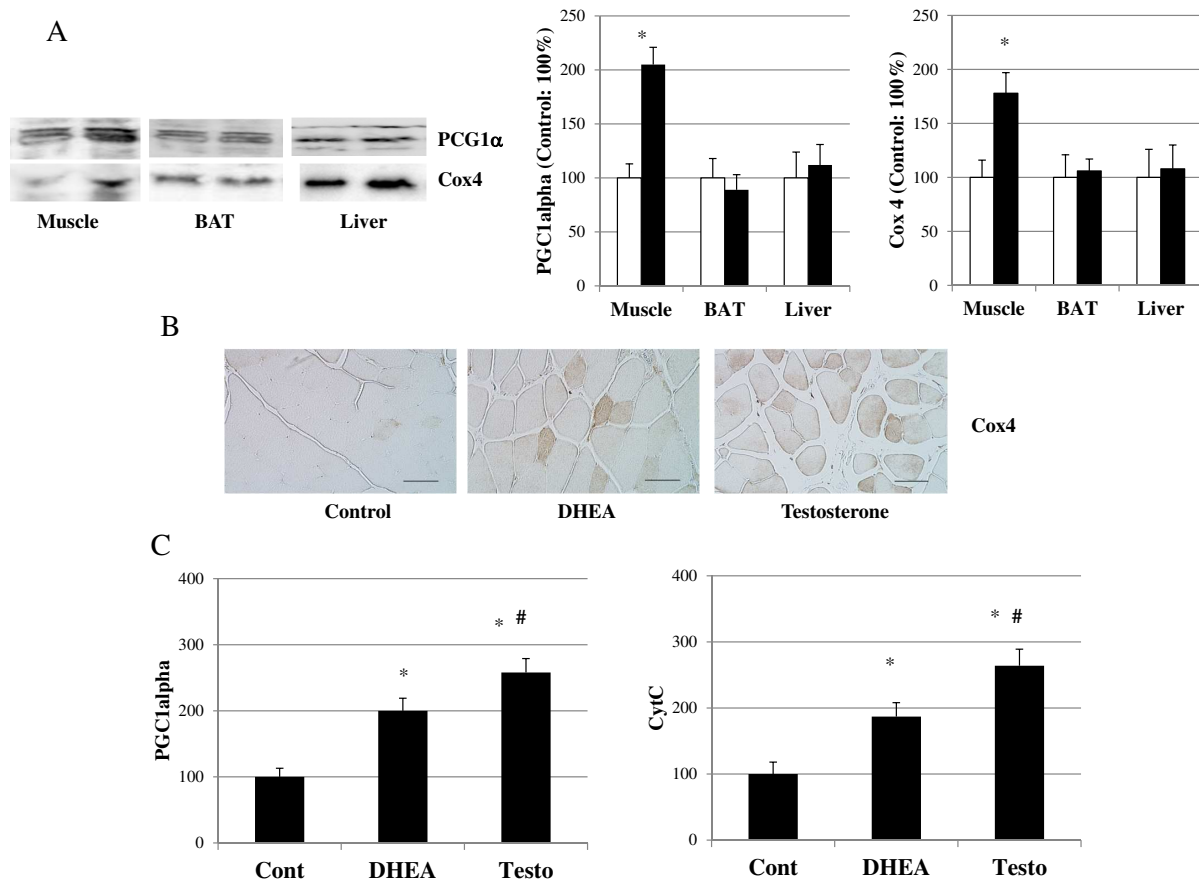 A
PCG1α
Cox4
Muscle BAT Liver
PGC1alpha (Control: 100%)
250
200
150
100
50
0
*
Muscle BAT Liver
Cox 4 (Control: 100%)
250
200
150
100
50
0
*
Muscle BAT Liver
B
Cox4
Control DHEA Testosterone
C
PGC1alpha
400
300
200
100
0
*
* #
Cont DHEA Testo
CytC
400
300
200
100
0
*
* #
Cont DHEA Testo